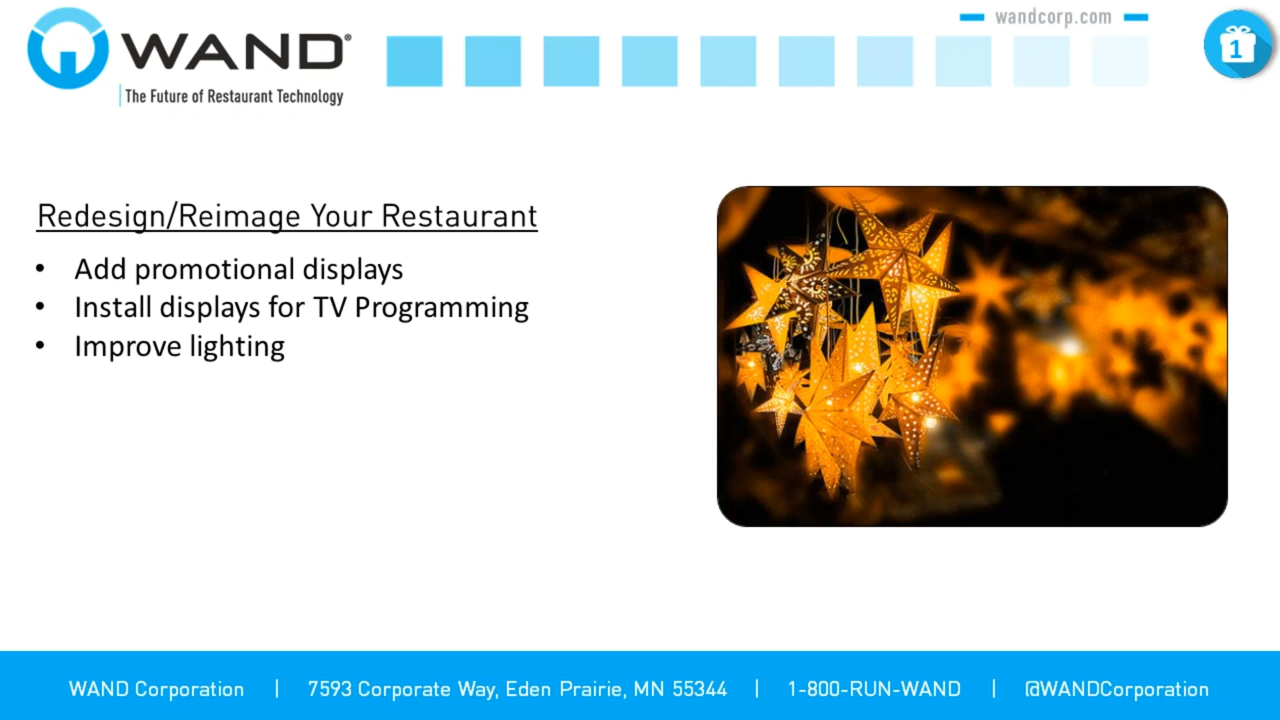 wandcorp.com
WAND®
The Future of Restaurant Technology
1
Redesign/Reimage Your Restaurant
• Add promotional displays
• Install displays for TV Programming
• Improve lighting
WAND Corporation | 7593 Corporate Way, Eden Prairie, MN 55344 | 1-800-RUN-WAND | @WANDCorporation